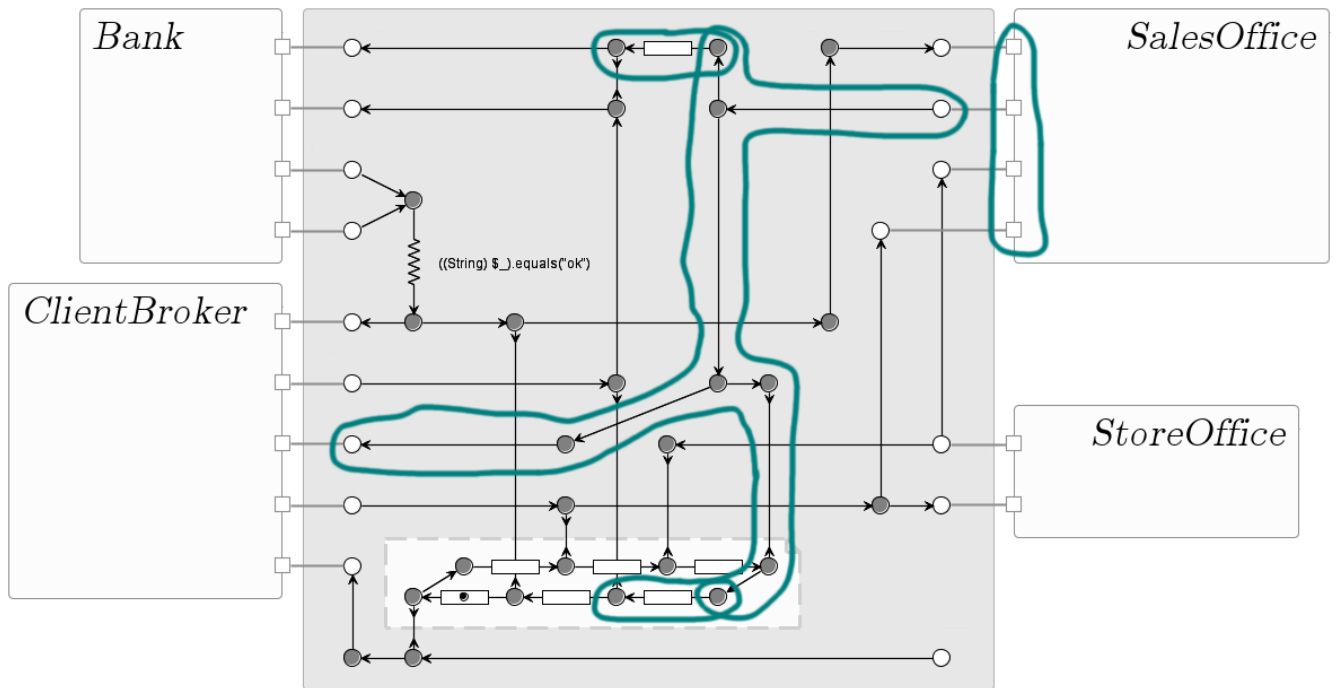 Bank
SalesOffice
((String) $_).equals("ok")
ClientBroker
StoreOffice